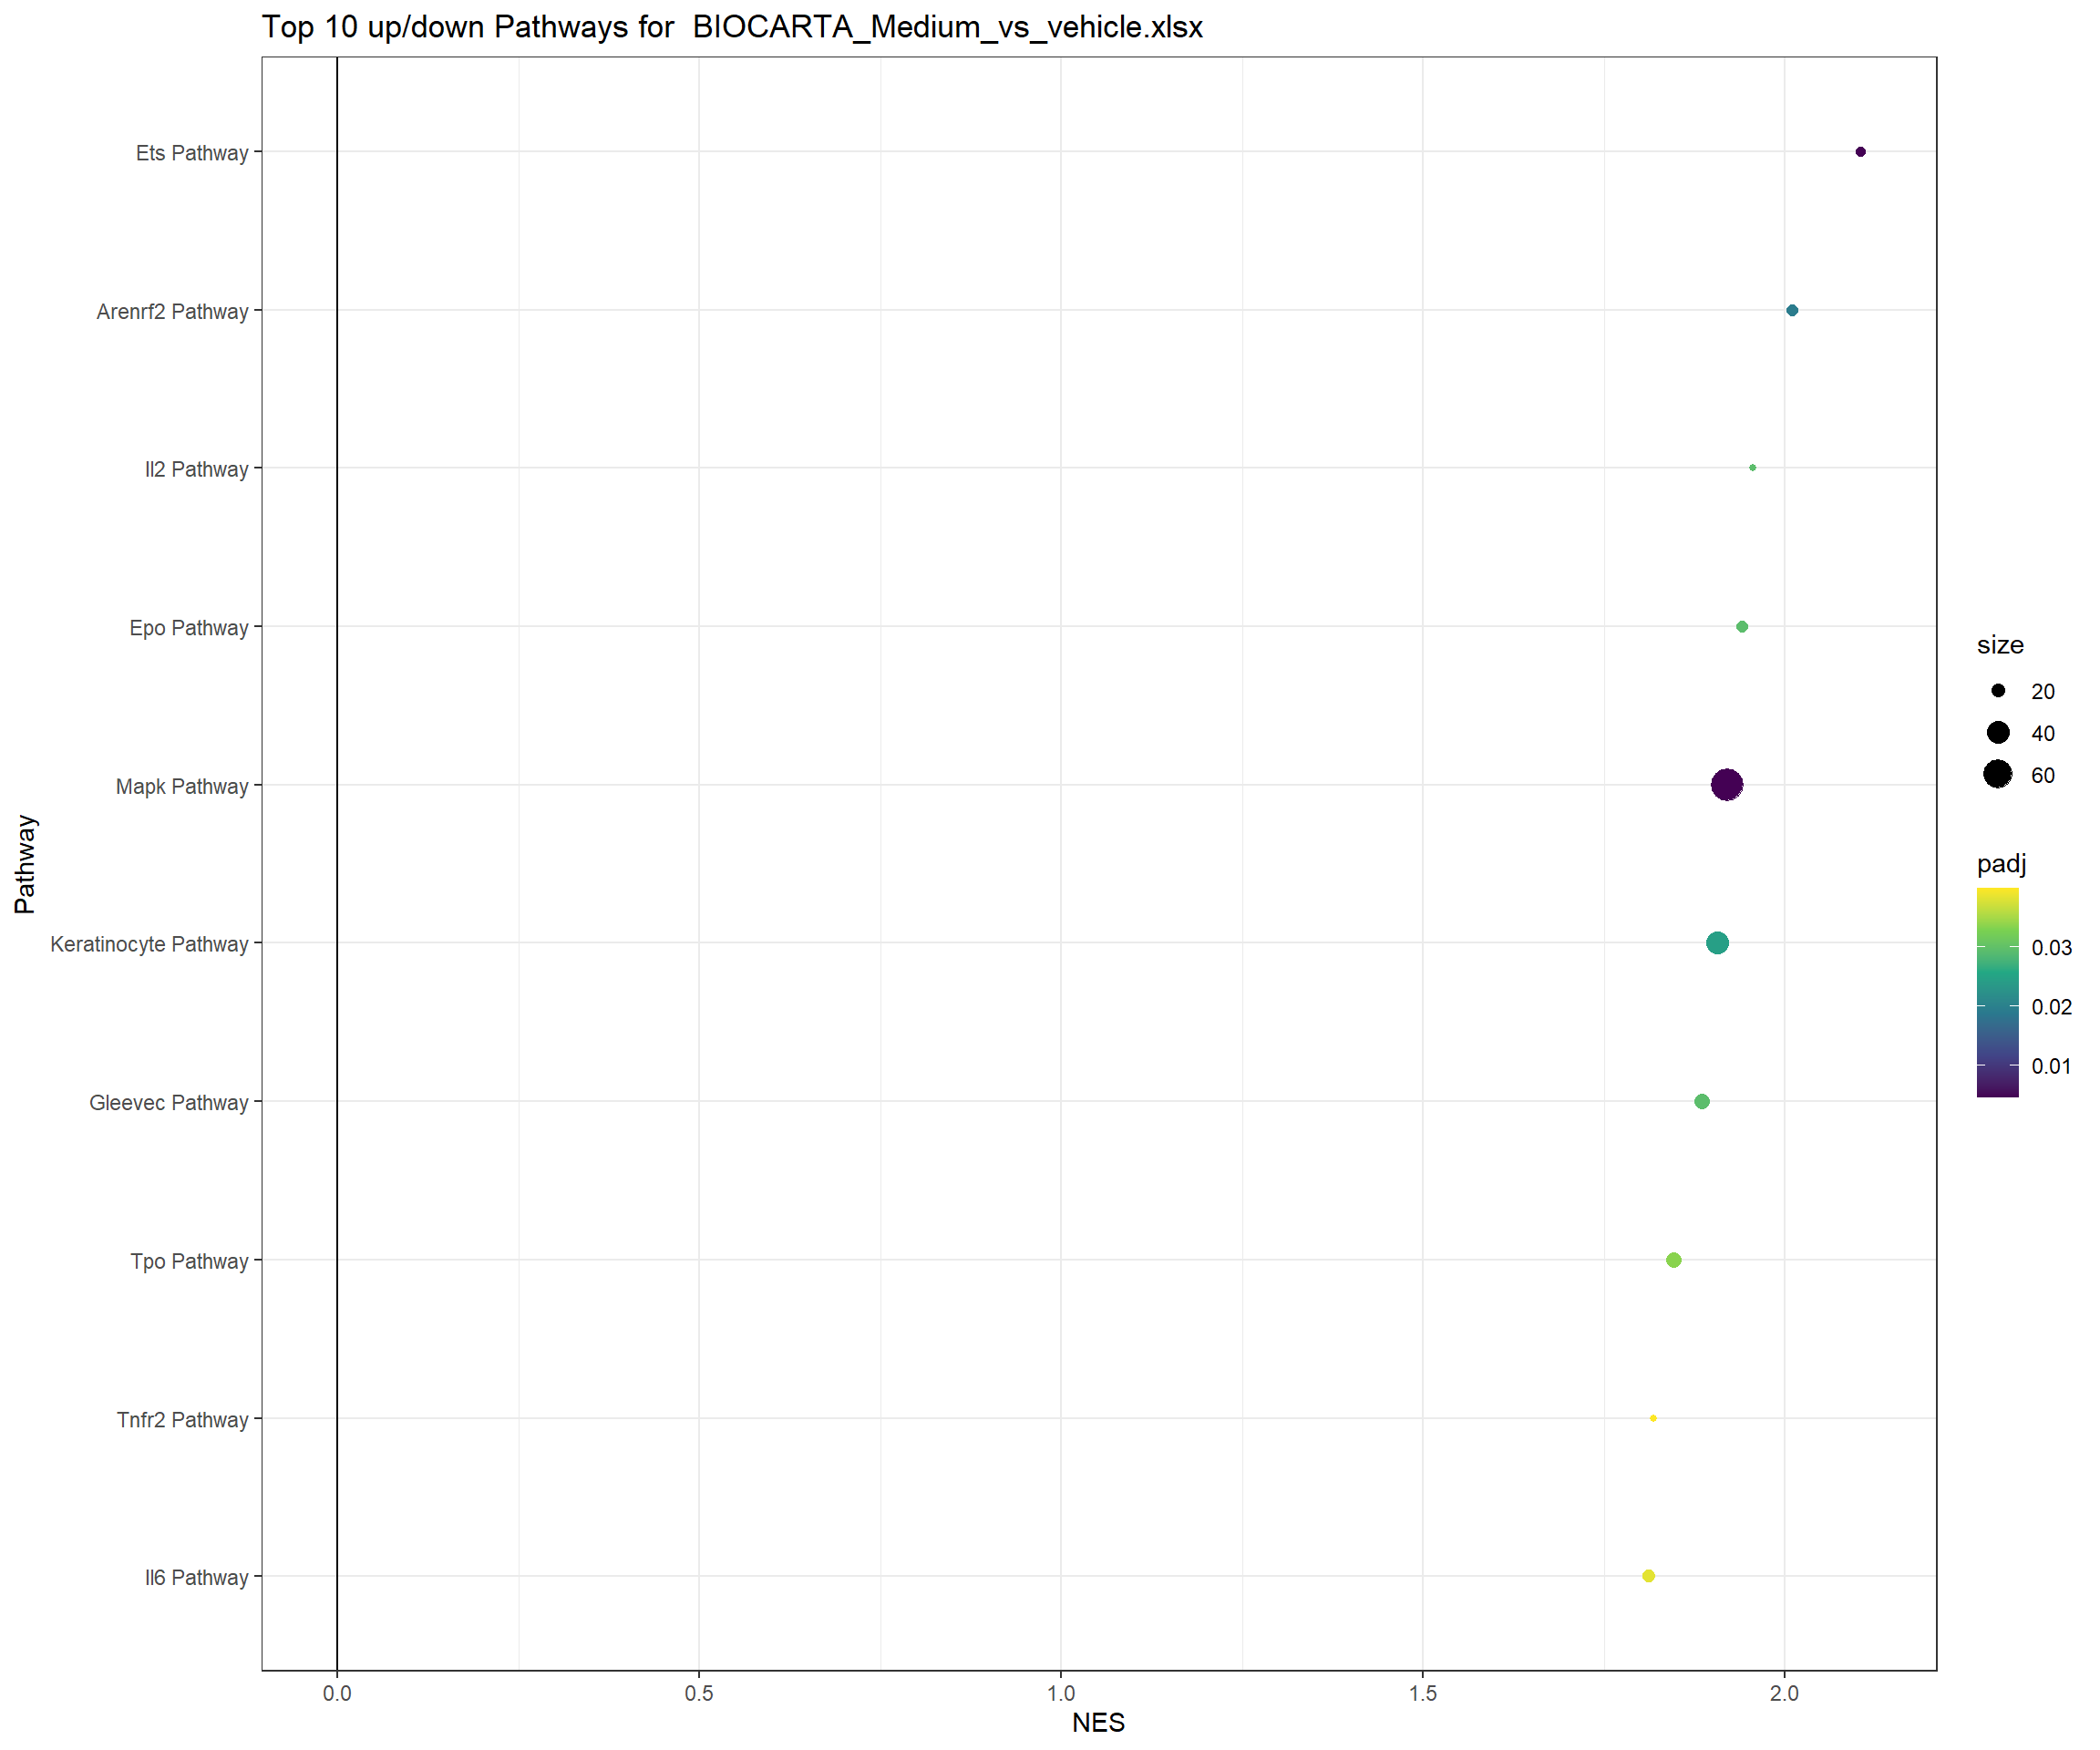 Top 10 up/down Pathways for  BIOCARTA_Medium_vs_vehicle.xlsx
Pathway
Ets Pathway
Arenrf2 Pathway
Il2 Pathway
Epo Pathway
Mapk Pathway
Keratinocyte Pathway
Gleevec Pathway
Tpo Pathway
Tnfr2 Pathway
Il6 Pathway
0.0
0.5
1.0
1.5
2.0
NES
size
20
40
60
padj
0.03
0.02
0.01